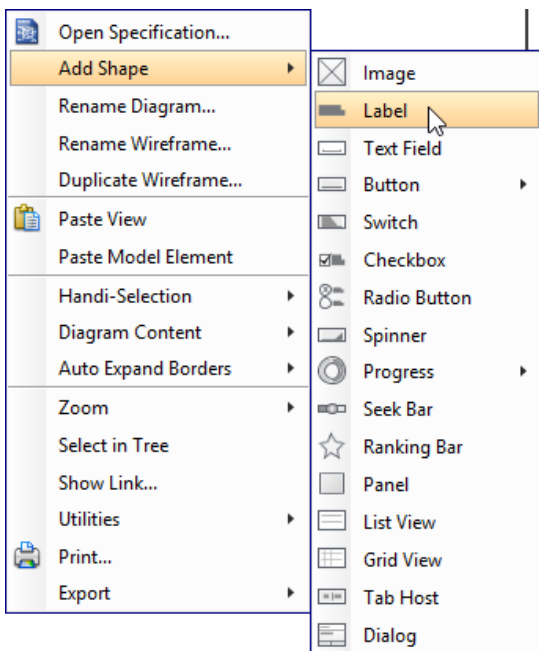 Open Specification...
Add Shape
Rename Diagram...
Rename Wireframe...
Duplicate Wireframe...
Paste View
Paste Model Element
Handi-Selection
Diagram Content
Auto Expand Borders
Zoom
Select in Tree
Show Link...
Utilities
Print...
Export
Image
Label
Text Field
Button
Switch
Checkbox
Radio Button
Spinner
Progress
Seek Bar
Ranking Bar
Panel
List View
Grid View
Tab Host
Dialog